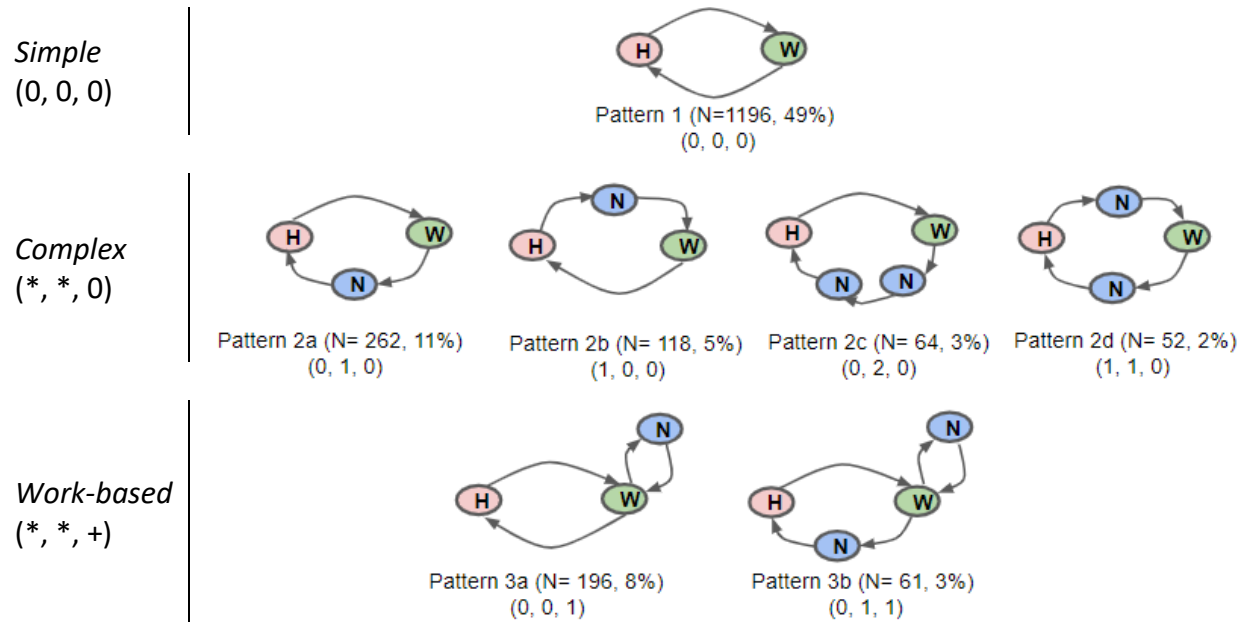 Simple
(0, 0, 0)
H
W
Pattern 1 (N=1196, 49%)
(0, 0, 0)
Complex
(*, *, 0)
H
W
N
Pattern 2a (N= 262, 11%)
(0, 1, 0)
N
H
W
Pattern 2b (N= 118, 5%)
(1, 0, 0)
H
W
N
N
Pattern 2c (N= 64, 3%)
(0, 2, 0)
N
H
W
N
Pattern 2d (N= 52, 2%)
(1, 1, 0)
Work-based
(*, *, +)
N
H
W
Pattern 3a (N= 196, 8%)
(0, 0, 1)
N
H
W
N
Pattern 3b (N= 61, 3%)
(0, 1, 1)